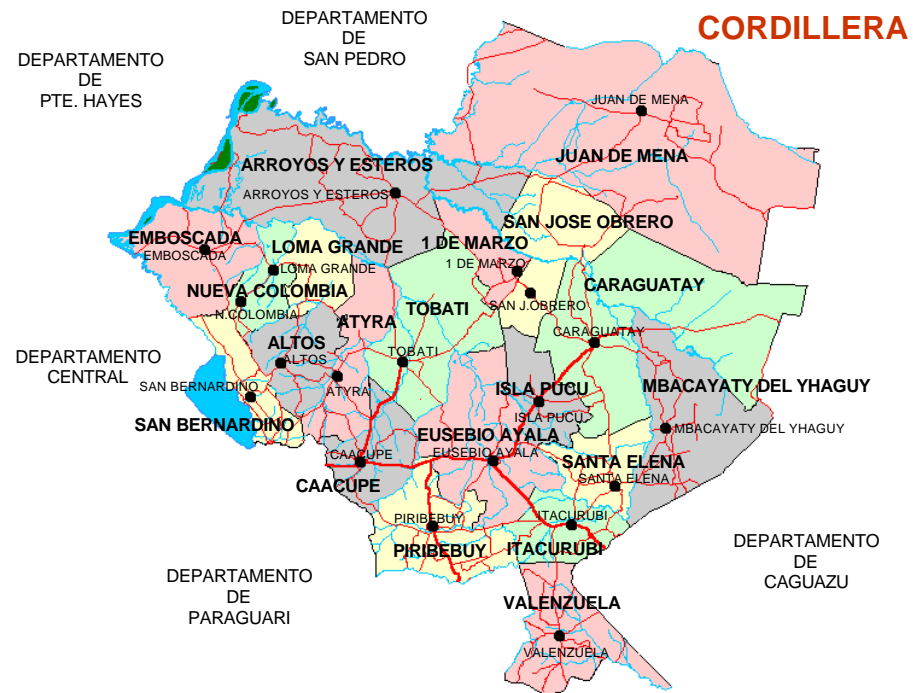 CORDILLERA
DEPARTAMENTO
DE
SAN PEDRO
DEPARTAMENTO
DE
PTE. HAYES
JUAN DE MENA
JUAN DE MENA
ARROYOS Y ESTEROS
ARROYOS Y ESTEROS
SAN JOSE OBRERO
EMBOSCADA
EMBOSCADA
LOMA GRANDE
LOMA GRANDE
1 DE MARZO
1 DE MARZO
NUEVA COLOMBIA
N.COLOMBIA
CARAGUATAY
SAN J.OBRERO
TOBATI
ATYRA
CARAGUATAY
ALTOS
ALTOS
TOBATI
DEPARTAMENTO
CENTRAL
SAN BERNARDINO
ATYRA
ISLA PUCU
ISLA PUCU
MBACAYATY DEL YHAGUY
MBACAYATY DEL YHAGUY
SAN BERNARDINO
EUSEBIO AYALA
EUSEBIO AYALA
CAACUPE
CAACUPE
SANTA ELENA
SANTA ELENA
PIRIBEBUY
PIRIBEBUY
ITACURUBI
ITACURUBI
DEPARTAMENTO
DE
CAGUAZU
DEPARTAMENTO
DE
PARAGUARI
VALENZUELA
VALENZUELA